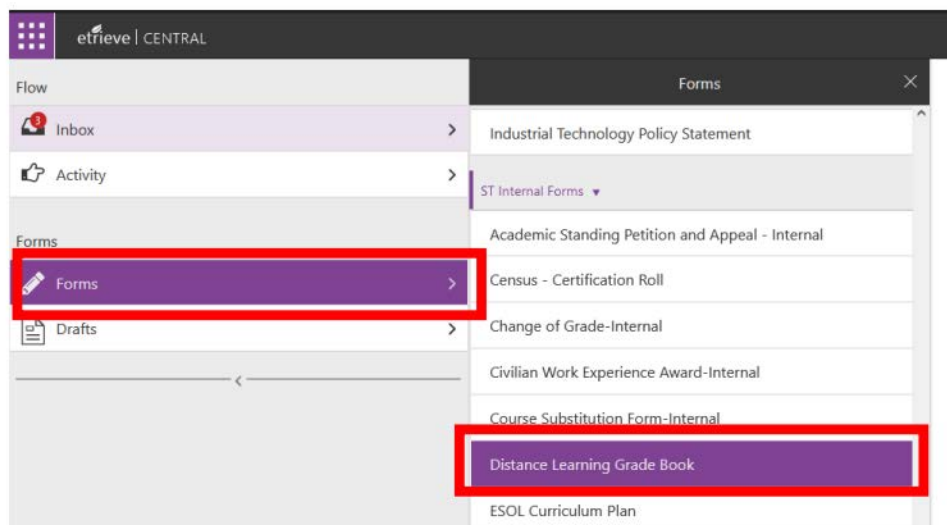 etrieve | CENTRAL
Flow
3
Inbox
Activity
Forms
Forms
Drafts
Forms
Industrial Technology Policy Statement
ST Internal Forms
Academic Standing Petition and Appeal - Internal
Census - Certification Roll
Change of Grade-Internal
Civilian Work Experience Award-Internal
Course Substitution Form-Internal
Distance Learning Grade Book
ESOL Curriculum Plan